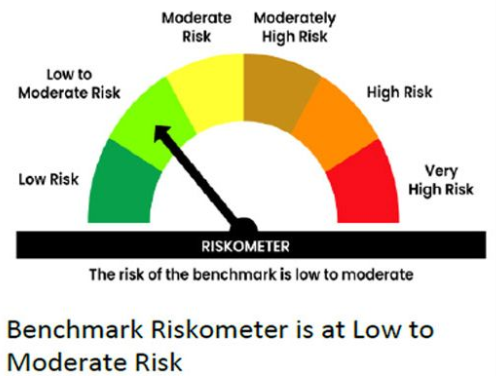 Moderate Risk
Moderately High Risk
Low to Moderate Risk
High Risk
Low Risk
Very High Risk
RISKOMETER
The risk of the benchmark is low to moderate
Benchmark Riskometer is at Low to
Moderate Risk